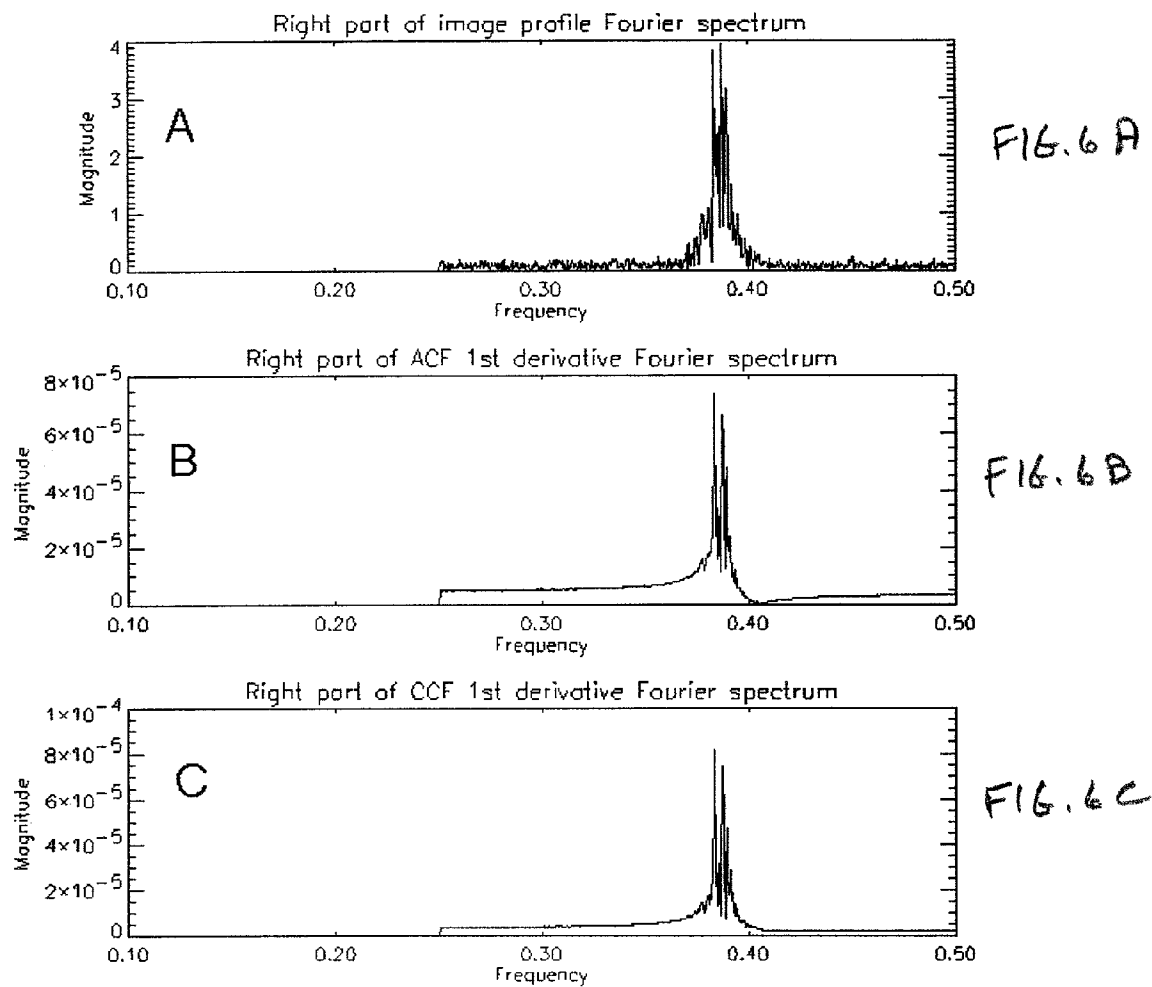 Right part of image profile Fourier spectrum
4
3
2
1
0
Magnitude
A
FIG. 6 A
0.10 0.20 0.30 0.40 0.50
Frequency
Right part of ACF 1st derivative Fourier spectrum
8×10-5
6×10-5
4×10-5
2×10-5
0
Magnitude
B
FIG. 6 B
0.10 0.20 0.30 0.40 0.50
Frequency
Right part of CCF 1st derivative Fourier spectrum
1×10-4
8×10-5
6×10-5
4×10-5
2×10-5
0
Magnitude
C
FIG. 6 C
0.10 0.20 0.30 0.40 0.50
Frequency